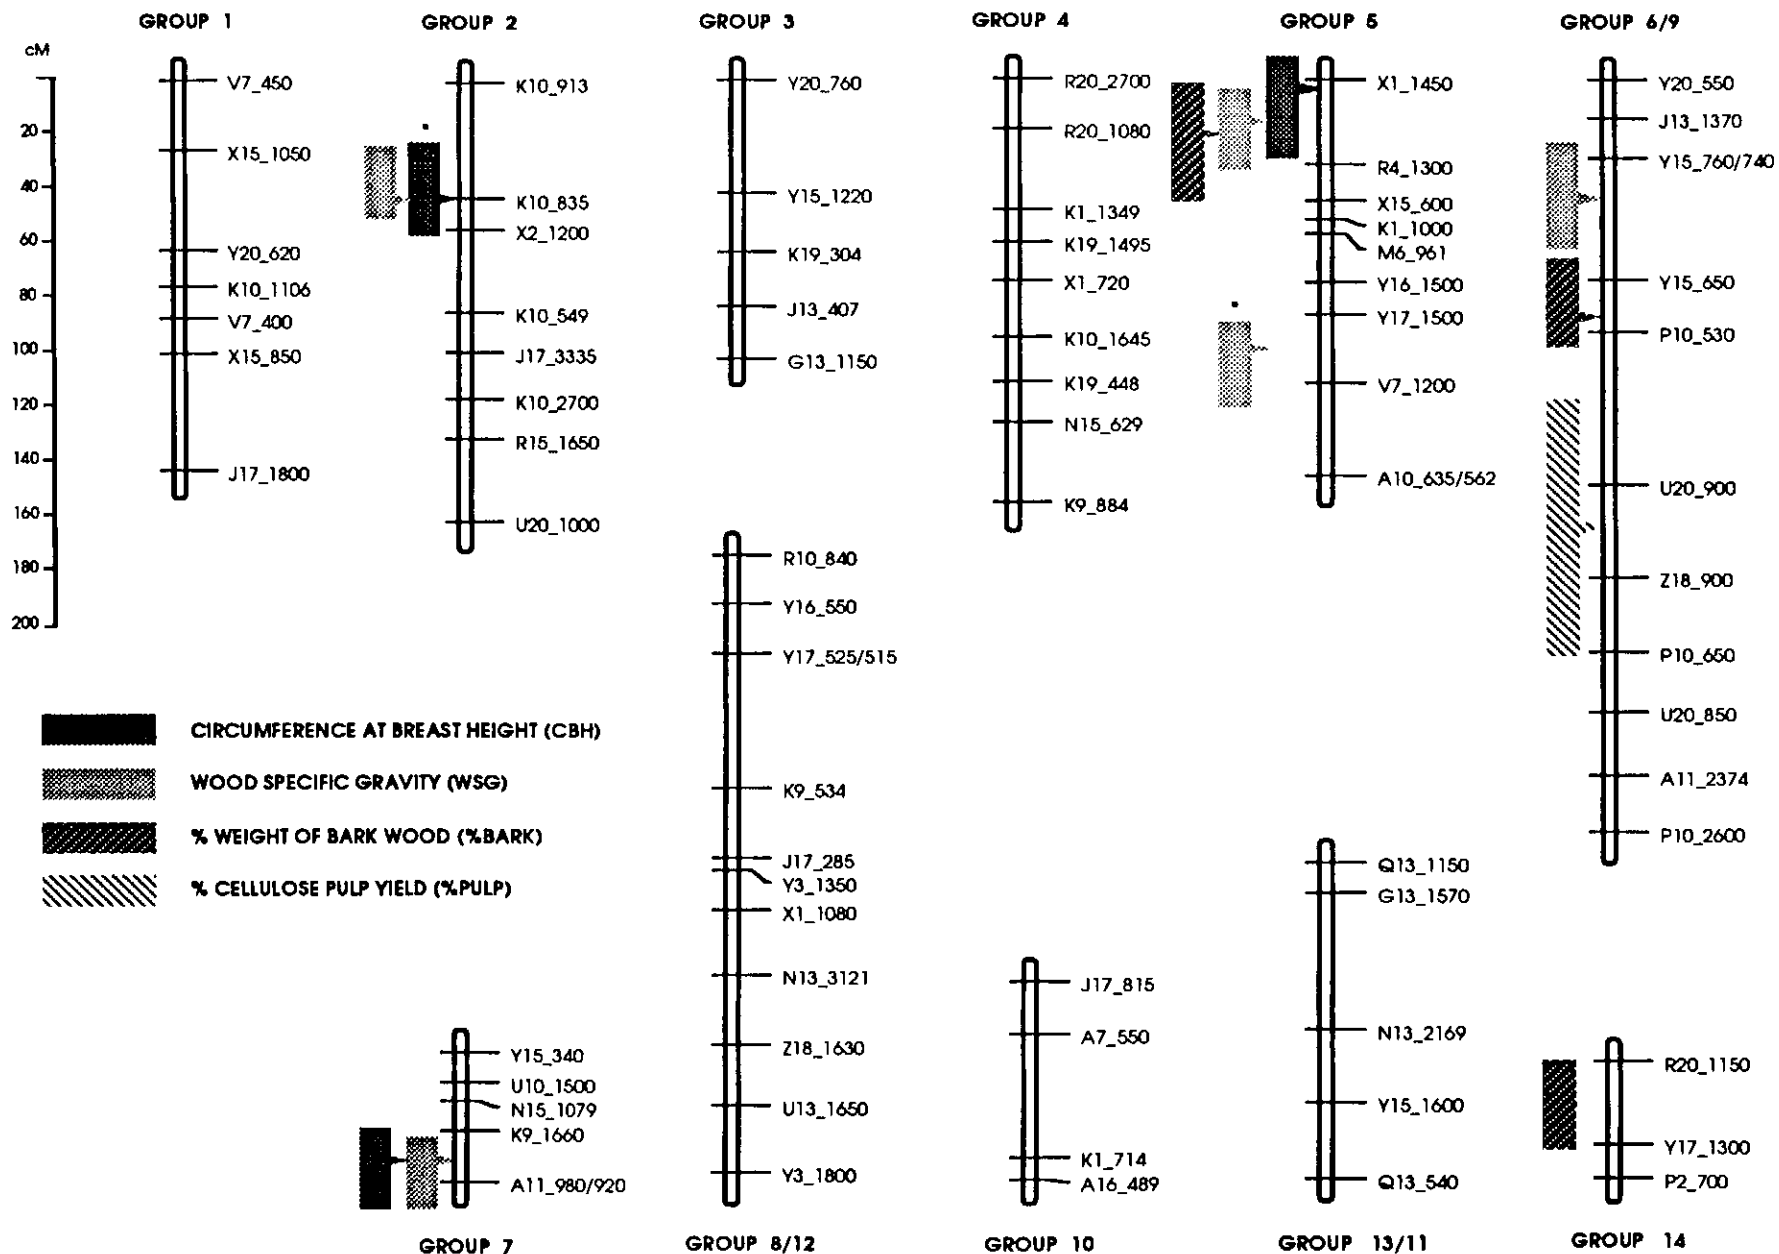 GROUP 1
GROUP 2
GROUP 3
GROUP 4
GROUP 5
GROUP 6/9
cM
20
40
60
80
100
120
140
160
180
200
V7_450
X15_1050
Y20_620
K10_1106
V7_400
X15_850
J17_1800
K10_913
K10_835
X2_1200
K10_549
J17_3335
K10_2700
R15_1650
U20_1000
Y20_760
Y15_1220
K19_304
J13_407
G13_1150
R20_2700
R20_1080
K1_1349
K19_1495
X1_720
K10_1645
K19_448
N15_629
K9_884
X1_1450
R4_1300
X15_600
K1_1000
M6_961
Y16_1500
Y17_1500
V7_1200
A10_635/562
Y20_550
J13_1370
Y15_760/740
Y15_650
P10_530
U20_900
Z18_900
P10_650
U20_850
A11_2374
P10_2600
CIRCUMFERENCE AT BREAST HEIGHT (CBH)
WOOD SPECIFIC GRAVITY (WSG)
% WEIGHT OF BARK WOOD (%BARK)
% CELLULOSE PULP YIELD (%PULP)
Y15_340
U10_1500
N15_1079
K9_1660
A11_980/920
R10_840
Y16_550
Y17_525/515
K9_534
J17_285
Y3_1350
X1_1080
N13_3121
Z18_1630
U13_1650
Y3_1800
J17_815
A7_550
K1_714
A16_489
Q13_1150
G13_1570
N13_2169
Y15_1600
Q13_540
R20_1150
Y17_1300
P2_700
GROUP 7
GROUP 8/12
GROUP 10
GROUP 13/11
GROUP 14